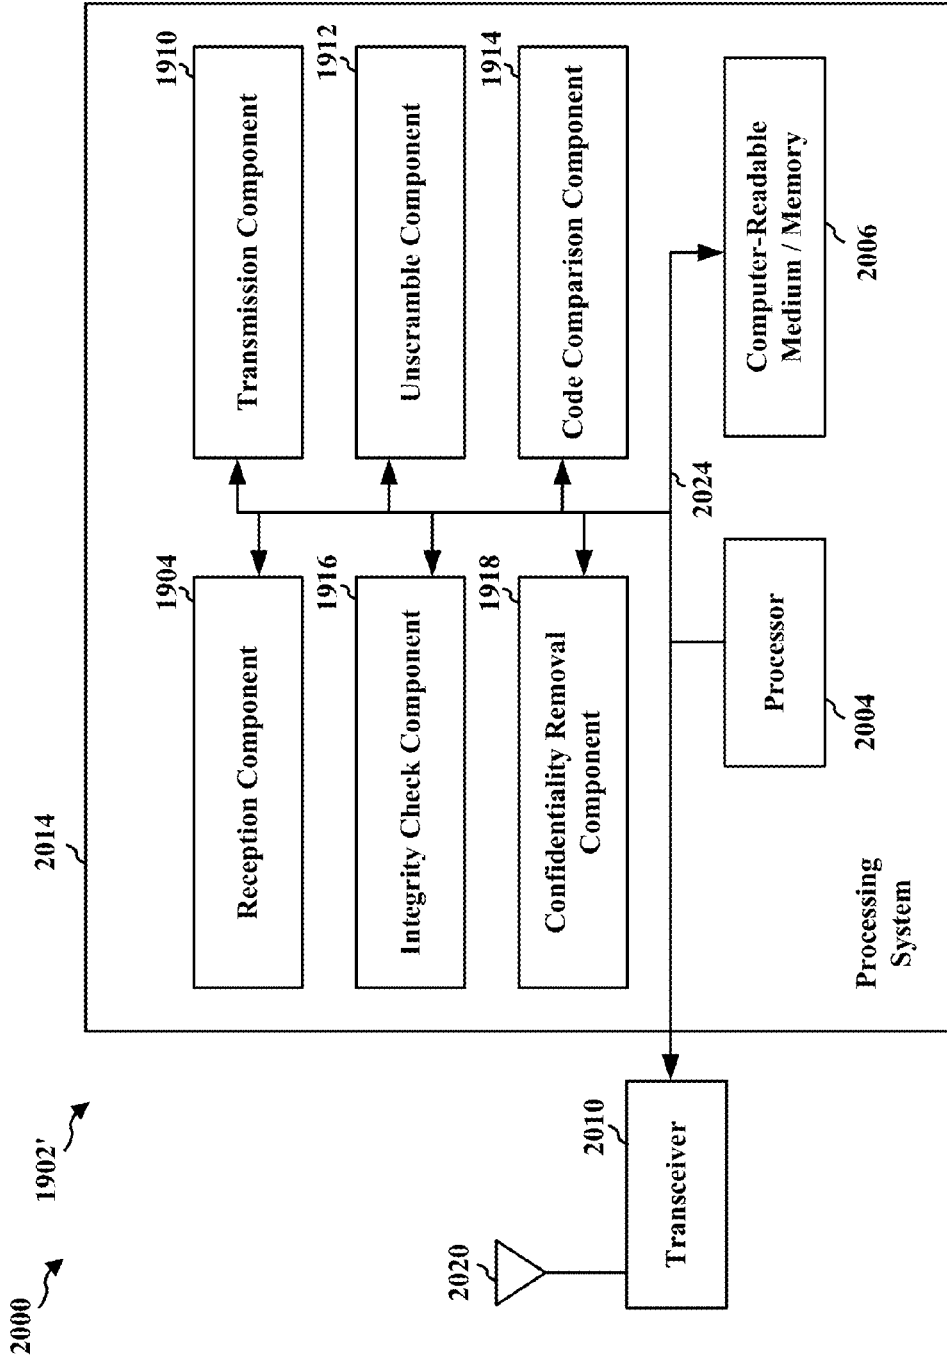 2000
1902'
2014
1904
Reception Component
1910
Transmission Component
1916
Integrity Check Component
1912
Unscramble Component
1918
Confidentiality Removal
Component
1914
Code Comparison Component
2020
2010
Transceiver
2024
Processor
2004
Computer-Readable
Medium / Memory
2006
Processing
System